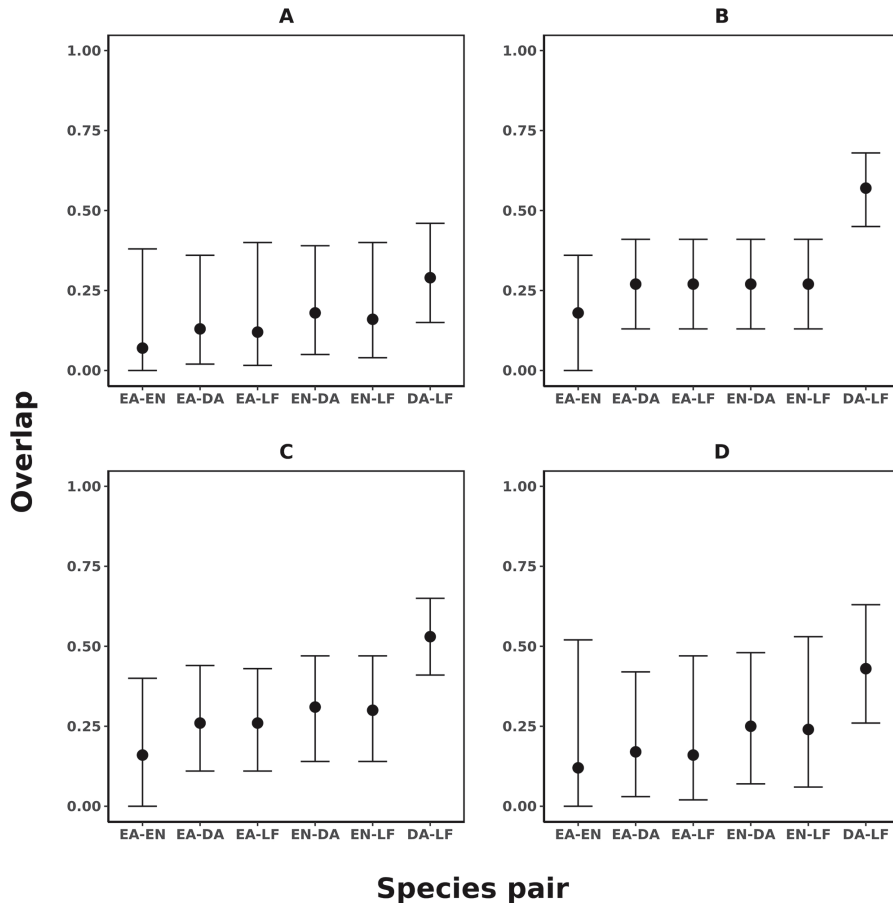 A
B
1.00
0.75
0.50
0.25
0.00
EA-EN EA-DA EA-LF EN-DA EN-LF DA-LF
1.00
0.75
0.50
0.25
0.00
EA-EN EA-DA EA-LF EN-DA EN-LF DA-LF
C
D
1.00
0.75
0.50
0.25
0.00
EA-EN EA-DA EA-LF EN-DA EN-LF DA-LF
1.00
0.75
0.50
0.25
0.00
EA-EN EA-DA EA-LF EN-DA EN-LF DA-LF
Overlap
Species pair